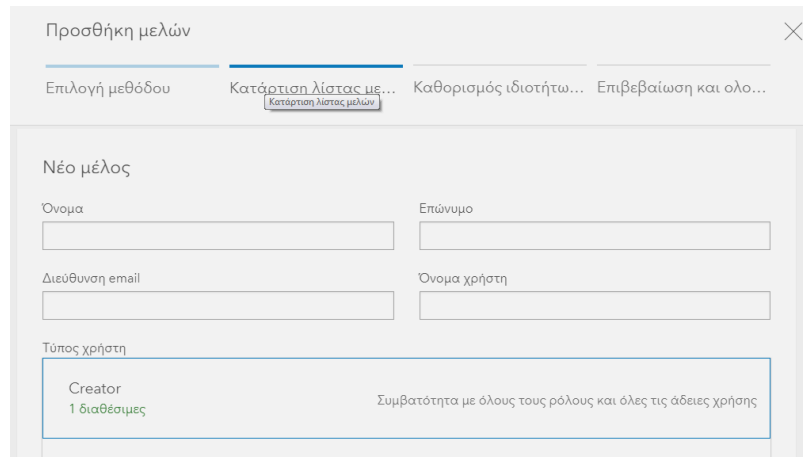 Προσθήκη μελών
Επιλογή μεθόδου Κατάρτιση λίστας με... Καθορισμός ιδιοτήτω... Επιβεβαίωση και ολο...
Κατάρτιση λίστας μελών
Νέο μέλος
Όνομα Επώνυμο
Διεύθυνση email Όνομα χρήστη
Τύπος χρήστη
Creator
1 διαθέσιμες
Συμβατότητα με όλους τους ρόλους και όλες τις άδειες χρήσης